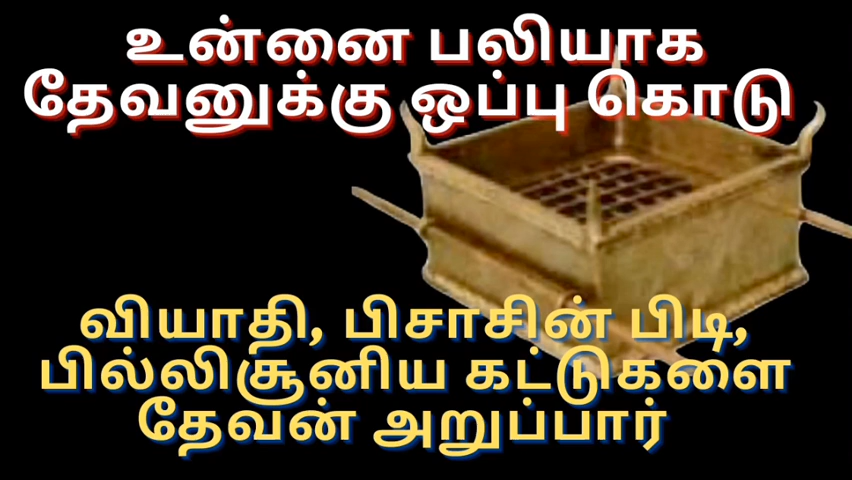 உன்னை பலியாக
தேவனுக்கு ஒப்பு கொடு
வியாதி, பிசாசின் பிடி,
பில்லிசூனிய கட்டுகளை
தேவன் அறுப்பார்